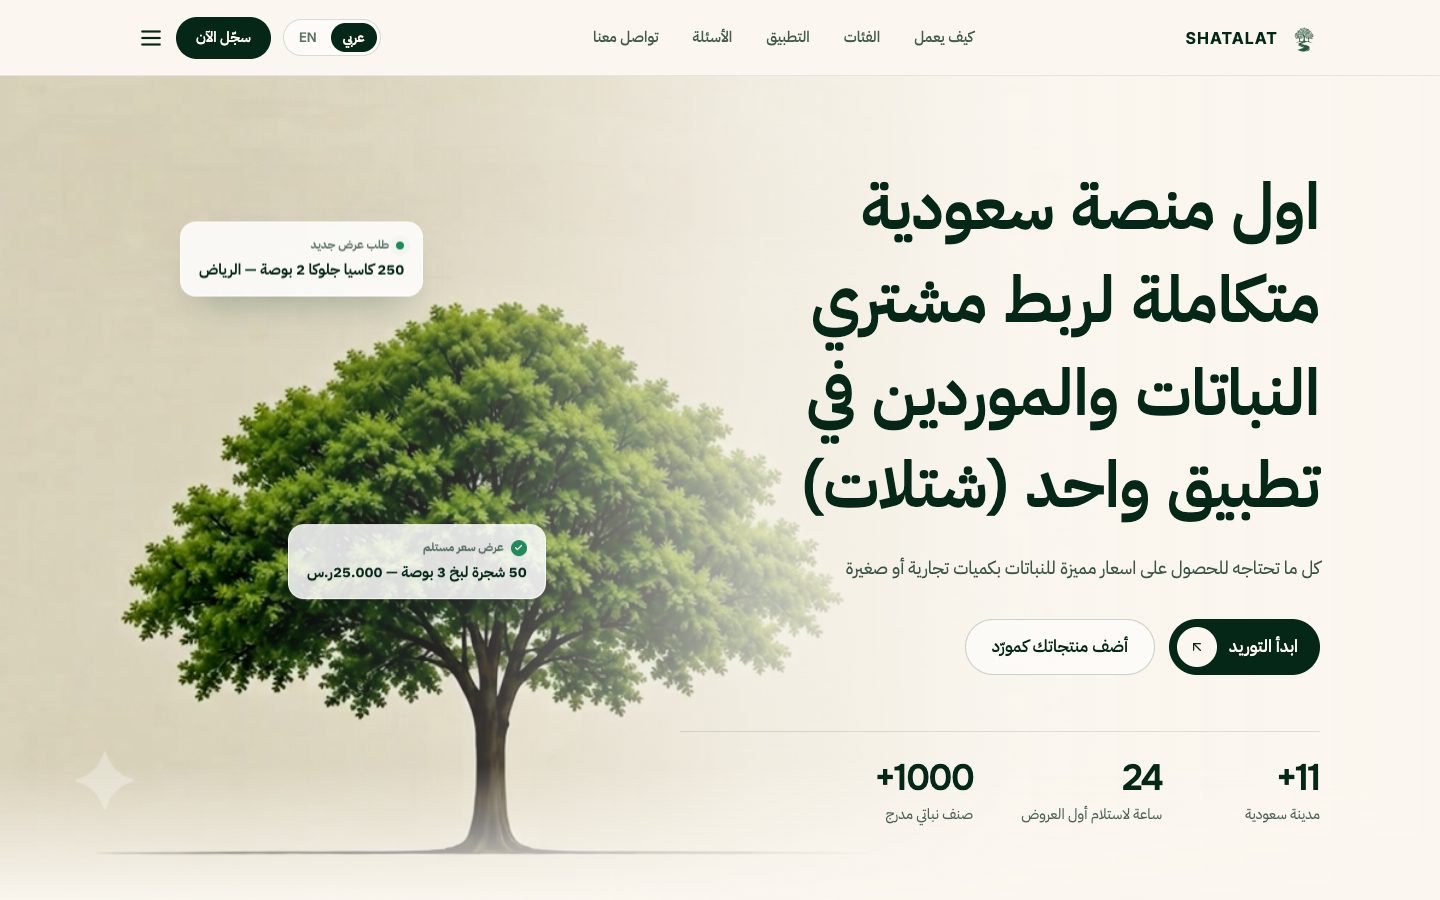 SHATALAT
كيف يعمل
الفئات
التطبيق
الأسئلة
تواصل معنا
عربي
EN
سجّل الآن
اول منصة سعودية
متكاملة لربط مشتري
النباتات والموردين في
تطبيق واحد (شتلات)
كل ما تحتاجه للحصول على اسعار مميزة للنباتات بكميات تجارية أو صغيرة
ابدأ التوريد
أضف منتجاتك كمورّد
+11
مدينة سعودية
24
ساعة لاستلام أول العروض
+1000
صنف نباتي مدرج
طلب عرض جديد
250 كاسيا جلوكا 2 بوصة — الرياض
عرض سعر مستلم
50 شجرة لبخ 3 بوصة — 25.000ر.س